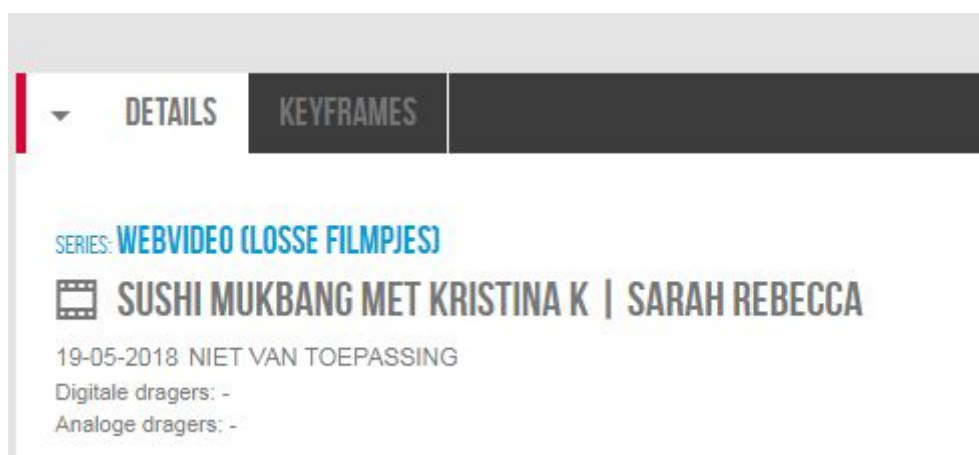 DETAILS KEYFRAMES
SERIES: WEBVIDEO (LOSSE FILMPJES)
SUSHI MUKBANG MET KRISTINA K | SARAH REBECCA
19-05-2018 NIET VAN TOEPASSING
Digitale dragers: -
Analoge dragers: -